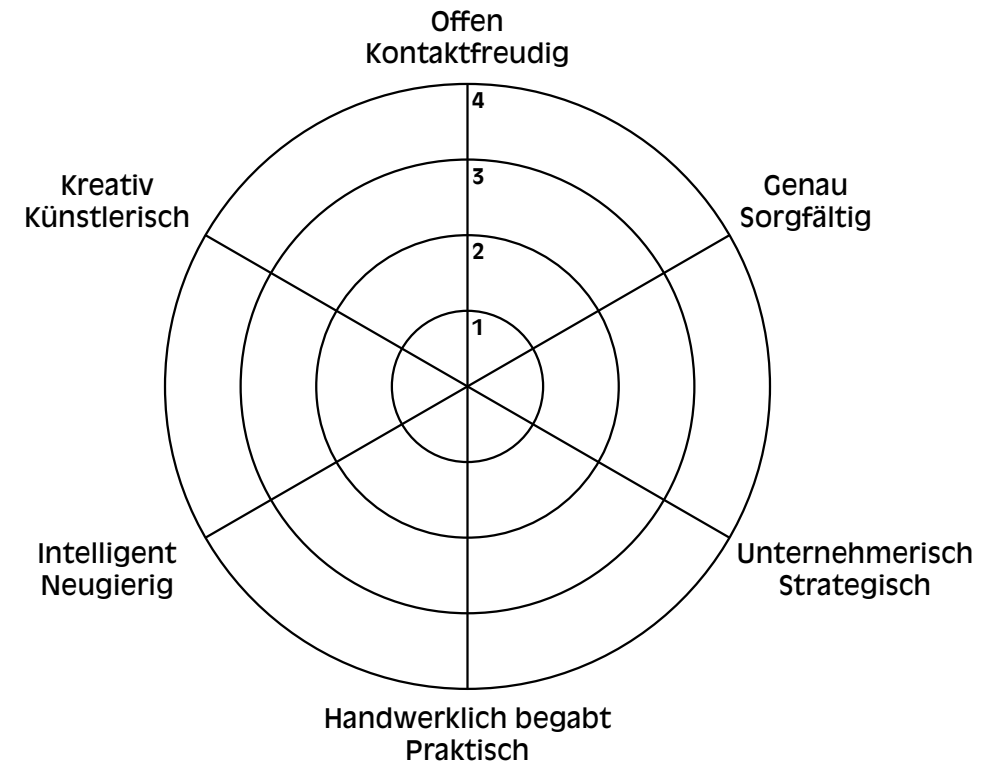 Offen
Kontaktfreudig
4
3
2
1
Kreativ
Künstlerisch
Genau
Sorgfältig
Intelligent
Neugierig
Unternehmerisch
Strategisch
Handwerklich begabt
Praktisch